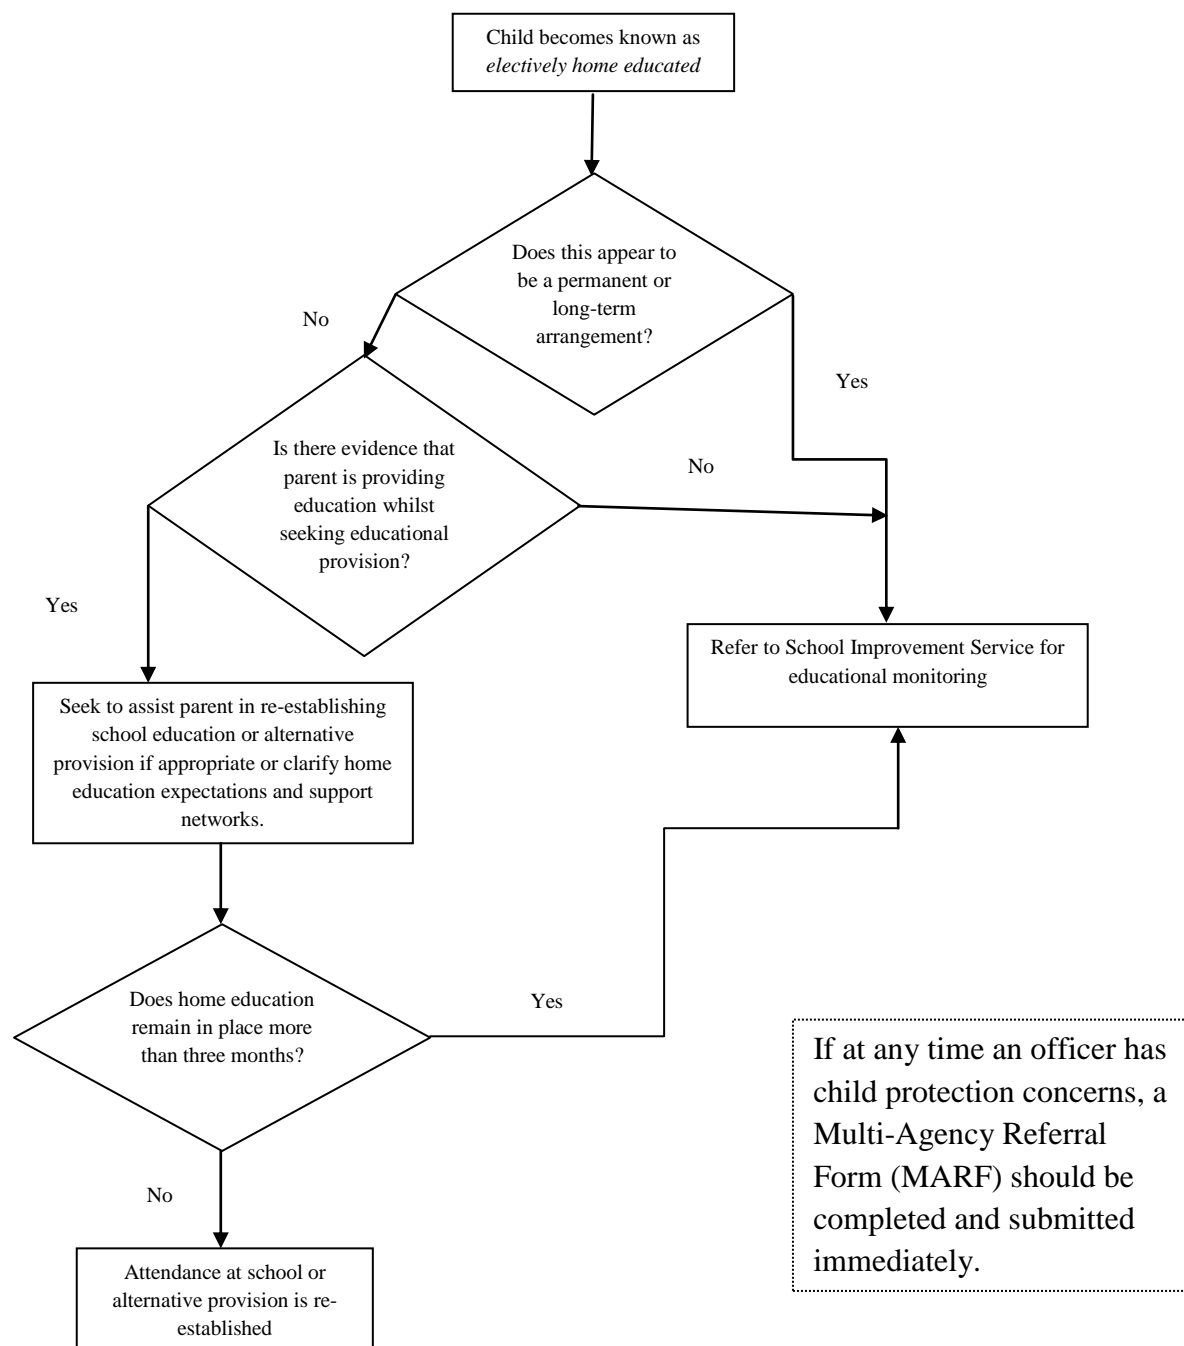 Child becomes known as
electively home educated
Does this appear to
be a permanent or
long-term
arrangement?
No
Yes
Is there evidence that
parent is providing
education whilst
seeking educational
provision?
No
Yes
Refer to School Improvement Service for
educational monitoring
Seek to assist parent in re-establishing
school education or alternative
provision if appropriate or clarify home
education expectations and support
networks.
Does home education
remain in place more
than three months?
Yes
No
If at any time an officer has
child protection concerns, a
Multi-Agency Referral
Form (MARF) should be
completed and submitted
immediately.
Attendance at school or
alternative provision is re-
established